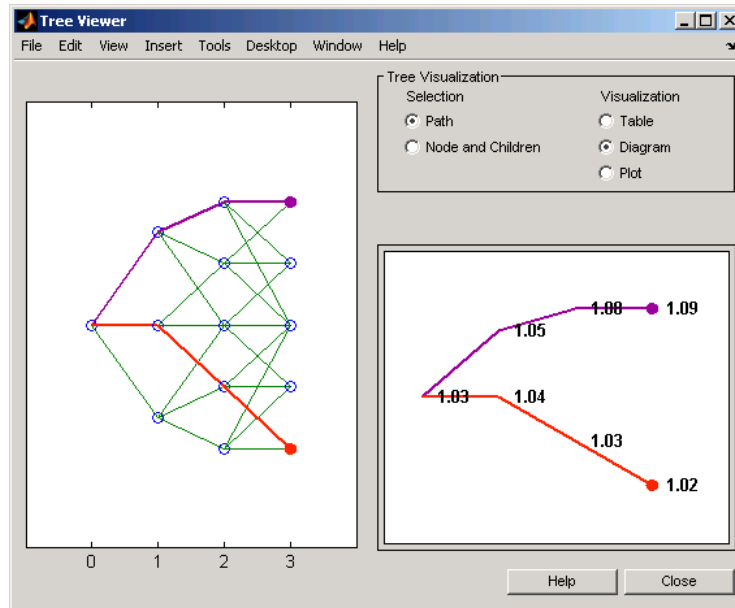 Tree Viewer
File Edit View Insert Tools Desktop Window Help
Tree Visualization
Selection Visualization
Path Table
Node and Children Diagram
Plot
1.08 1.09
1.05
1.03 1.04
1.03
1.02
0 1 2 3
Help Close